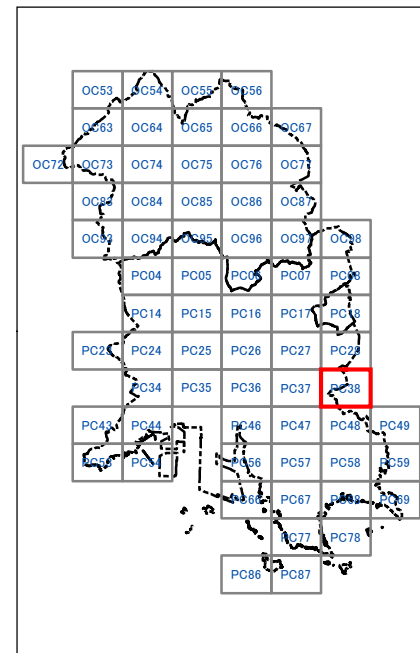 OC53 OC54 OC55 OC56
OC63 OC64 OC65 OC66 OC67
OC72 OC73 OC74 OC75 OC76 OC77
OC83 OC84 OC85 OC86 OC87
OC93 OC94 OC95 OC96 OC97 OC98
PC04 PC05 PC06 PC07 PC08
PC14 PC15 PC16 PC17 PC18
PC23 PC24 PC25 PC26 PC27 PC28
PC34 PC35 PC36 PC37 PC38
PC43 PC44 PC46 PC47 PC48 PC49
PC53 PC54 PC56 PC57 PC58 PC59
PC66 PC67 PC68 PC69
PC77 PC78
PC86 PC87